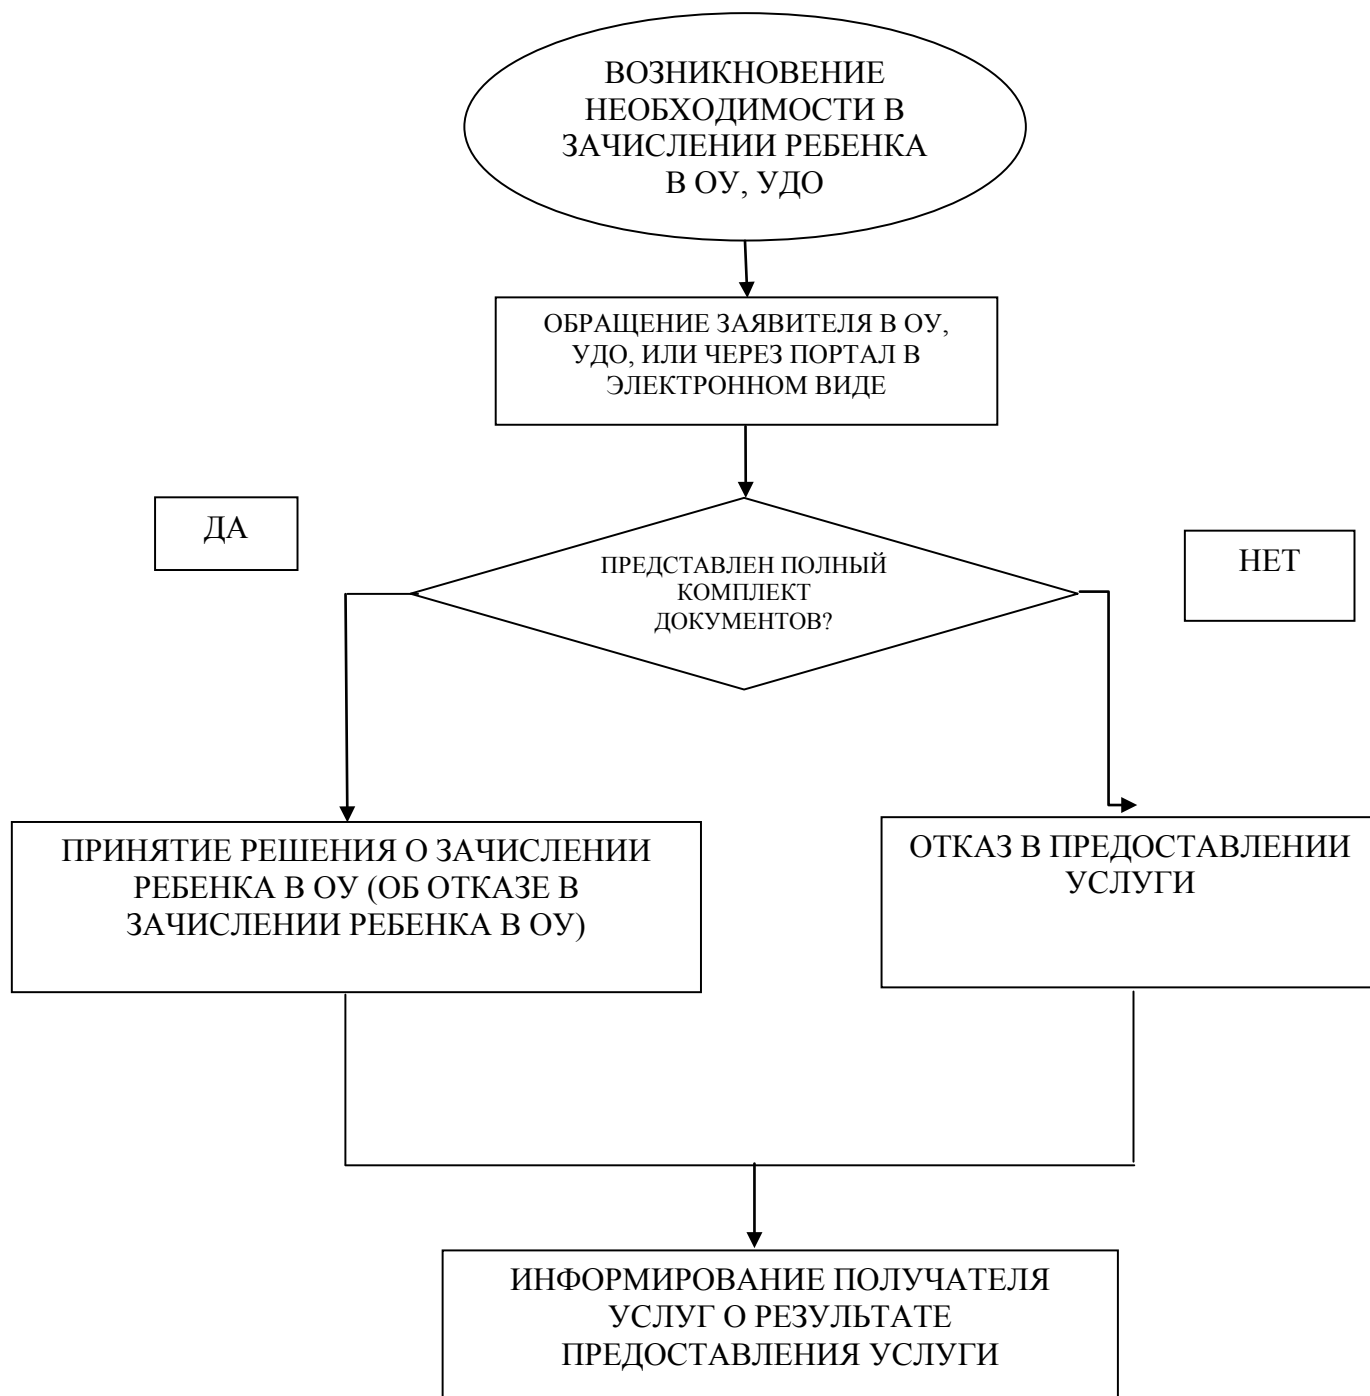 ВОЗНИКНОВЕНИЕ
НЕОБХОДИМОСТИ В
ЗАЧИСЛЕНИИ РЕБЕНКА
В ОУ, УДО
ОБРАЩЕНИЕ ЗАЯВИТЕЛЯ В ОУ,
УДО, ИЛИ ЧЕРЕЗ ПОРТАЛ В
ЭЛЕКТРОННОМ ВИДЕ
ДА
ПРЕДСТАВЛЕН ПОЛНЫЙ
КОМПЛЕКТ
ДОКУМЕНТОВ?
НЕТ
ПРИНЯТИЕ РЕШЕНИЯ О ЗАЧИСЛЕНИИ
РЕБЕНКА В ОУ (ОБ ОТКАЗЕ В
ЗАЧИСЛЕНИИ РЕБЕНКА В ОУ)
ОТКАЗ В ПРЕДОСТАВЛЕНИИ
УСЛУГИ
ИНФОРМИРОВАНИЕ ПОЛУЧАТЕЛЯ
УСЛУГ О РЕЗУЛЬТАТЕ
ПРЕДОСТАВЛЕНИЯ УСЛУГИ